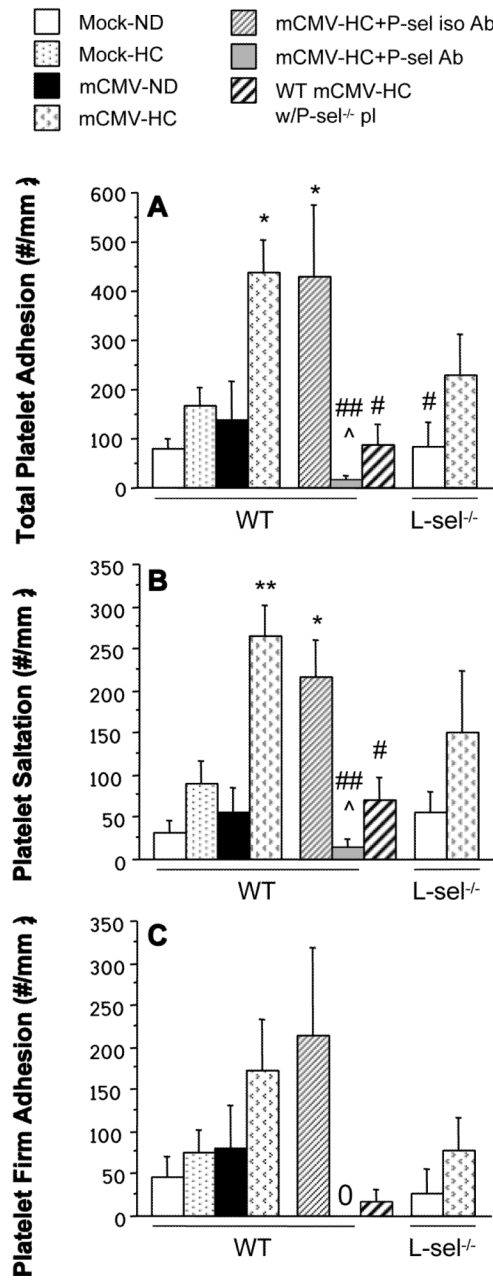 Mock-ND
Mock-HC
mCMV-ND
mCMV-HC
mCMV-HC+P-sel iso Ab
mCMV-HC+P-sel Ab
WT mCMV-HC
w/P-sel-/- pl
A
Total Platelet Adhesion (#/mm
600
500
400
300
200
100
0
*
*
##
^
#
#
WT
L-sel-/-
B
Platelet Saltation (#/mm
350
300
250
200
150
100
50
0
**
*
##
^
#
WT
L-sel-/-
C
Platelet Firm Adhesion (#/mm
350
300
250
200
150
100
50
0
0
WT
L-sel-/-